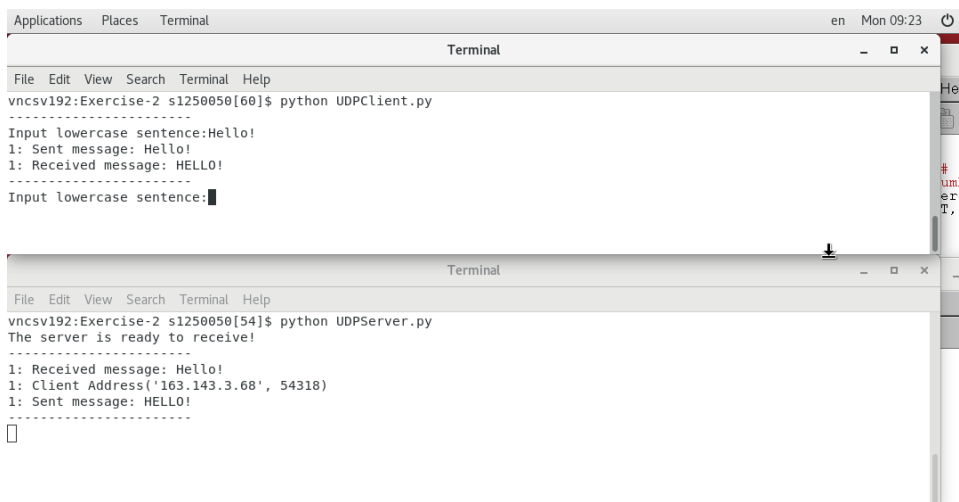 Applications Places Terminal en Mon 09:23
Terminal
File Edit View Search Terminal Help
vncsv192:Exercise-2 s1250050[60]$ python UDPClient.py
-----------------------
Input lowercase sentence:Hello!
1: Sent message: Hello!
1: Received message: HELLO!
-----------------------
Input lowercase sentence:
He
#
um
er
T,
Terminal
File Edit View Search Terminal Help
vncsv192:Exercise-2 s1250050[54]$ python UDPServer.py
The server is ready to receive!
-----------------------
1: Received message: Hello!
1: Client Address('163.143.3.68', 54318)
1: Sent message: HELLO!
-----------------------